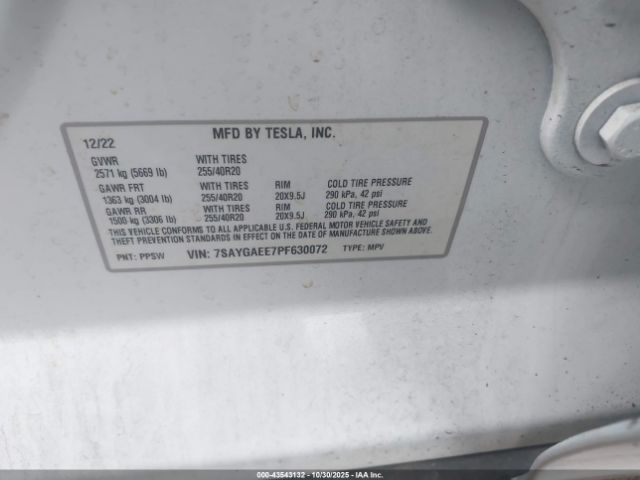 12/22 MFD BY TESLA, INC.
GVWR WITH TIRES
2571 kg (5669 lb) 255/40R20
GAWR FRT WITH TIRES RIM COLD TIRE PRESSURE
1363 kg (3004 lb) 255/40R20 20X9.5J 290 kPa, 42 psi
GAWR RR WITH TIRES RIM COLD TIRE PRESSURE
1500 kg (3306 lb) 255/40R20 20X9.5J 290 kPa, 42 psi
THIS VEHICLE CONFORMS TO ALL APPLICABLE U.S. FEDERAL MOTOR VEHICLE SAFETY AND
THEFT PREVENTION STANDARDS IN EFFECT ON THE DATE OF MANUFACTURE SHOWN ABOVE.
PNT: PPSW VIN: 7SAYGAEE7PF630072 TYPE: MPV
000-43543132 - 10/30/2025 - IAA, Inc.